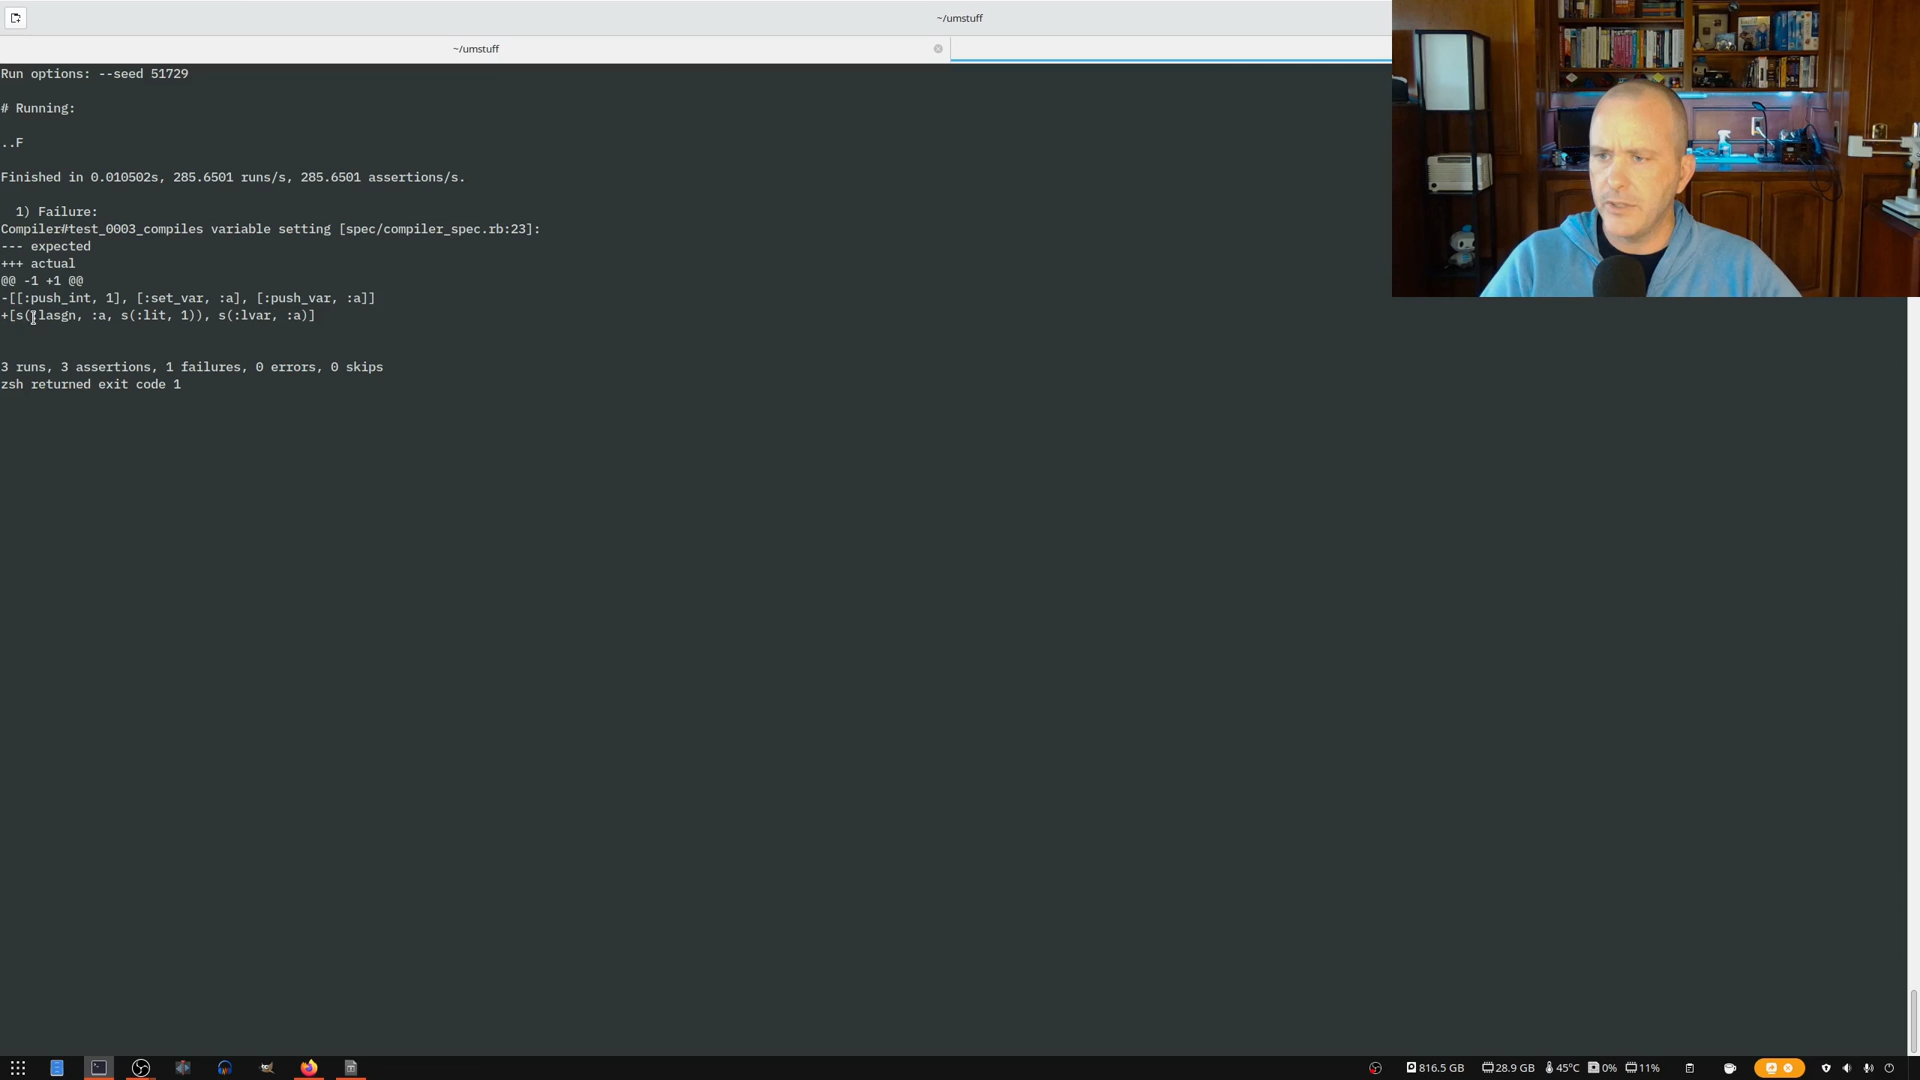 ~/umstuff
~/umstuff
Run options: --seed 51729
# Running:
..F
Finished in 0.010502s, 285.6501 runs/s, 285.6501 assertions/s.
1) Failure:
Compiler#test_0003_compiles variable setting [spec/compiler_spec.rb:23]:
--- expected
+++ actual
@@ -1 +1 @@
-[[:push_int, 1], [:set_var, :a], [:push_var, :a]]
+[s(:lasgn, :a, s(:lit, 1)), s(:lvar, :a)]
3 runs, 3 assertions, 1 failures, 0 errors, 0 skips
zsh returned exit code 1
816.5 GB 28.9 GB 45°C 0% 11%